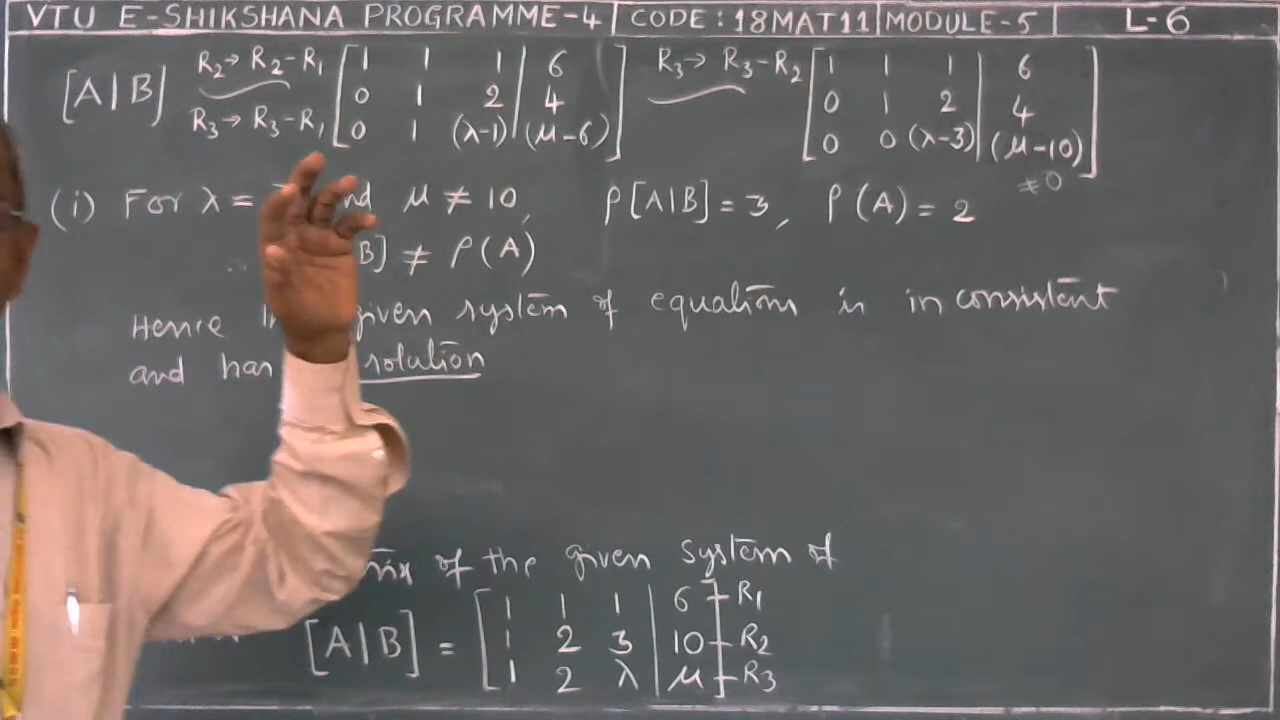 VTU E-SHIKSHANA PROGRAMME-4 CODE: 18MAT11 MODULE-5 L-6
[A|B] R₂→ R₂-R₁ R₃→ R₃-R₁ [1 1 1 | 6] R₃→ R₃-R₂ [1 1 1 | 6]
[0 1 2 | 4] [0 1 2 | 4]
[0 1 (λ-1) | (μ-6)] [0 0 (λ-3) | (μ-10)]
≠0
(i) For λ = and μ ≠ 10, ρ[A|B] = 3, ρ(A) = 2
B] ≠ ρ(A)
Hence given system of equations is inconsistent
and has solution
of the given system of
[A|B] = [1 1 1 | 6] R₁
[1 2 3 | 10] R₂
[1 2 λ | μ] R₃